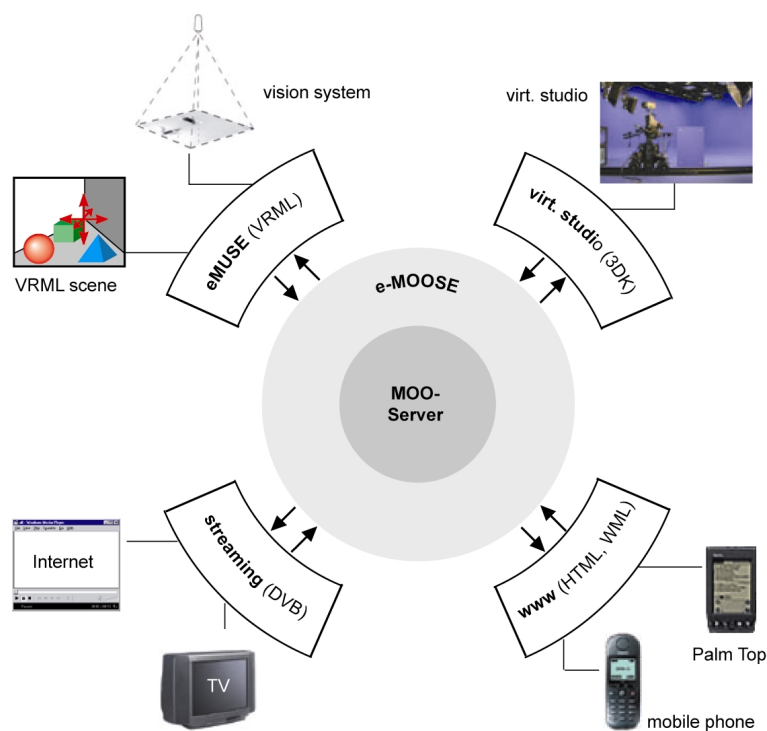 vision system
virt. studio
eMUSE (VRML)
virt. studio (3DK)
VRML scene
e-MOOSE
MOO-
Server
Internet
streaming (DVB)
www (HTML, WML)
TV
Palm Top
mobile phone